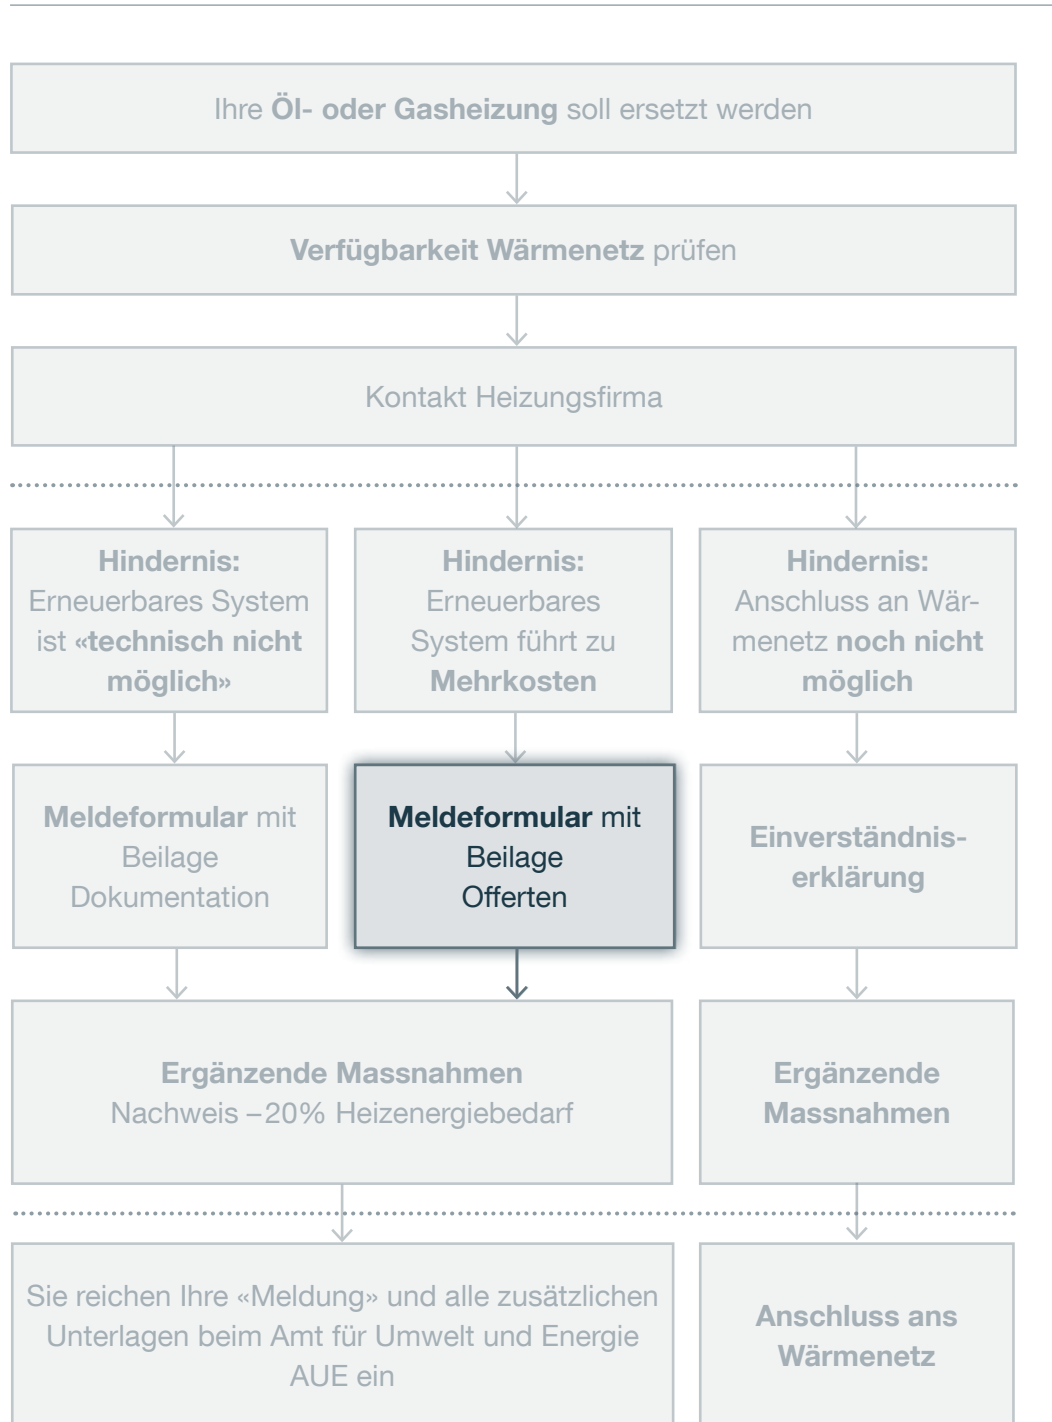 Ihre Öl- oder Gasheizung soll ersetzt werden
Verfügbarkeit Wärmenetz prüfen
Kontakt Heizungsfirma
Hindernis:
Erneuerbares System
ist «technisch nicht
möglich»
Hindernis:
Erneuerbares
System führt zu
Mehrkosten
Hindernis:
Anschluss an Wär-
menetz noch nicht
möglich
Meldeformular mit
Beilage
Dokumentation
Meldeformular mit
Beilage
Offerten
Einverständnis-
erklärung
Ergänzende Massnahmen
Nachweis –20% Heizenergiebedarf
Ergänzende
Massnahmen
Sie reichen Ihre «Meldung» und alle zusätzlichen
Unterlagen beim Amt für Umwelt und Energie
AUE ein
Anschluss ans
Wärmenetz